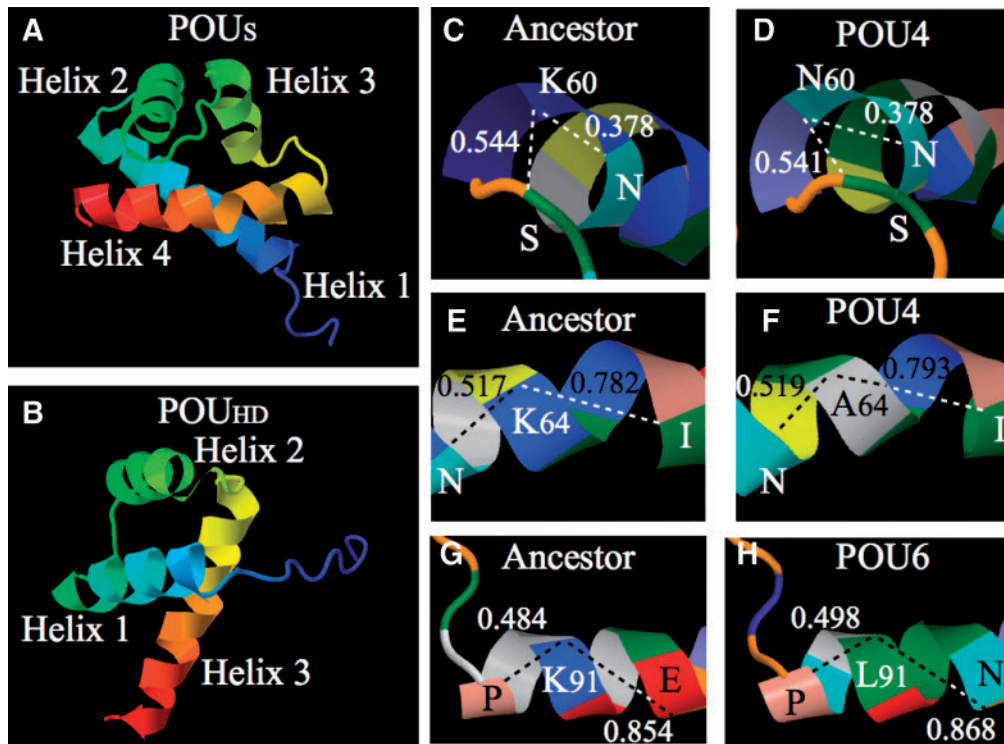 A
POUS
Helix 2
Helix 3
Helix 4
Helix 1
B
POUHD
Helix 2
Helix 1
Helix 3
C
Ancestor
K60
0.544
0.378
N
S
D
POU4
N60
0.378
0.541
N
S
E
Ancestor
0.517
0.782
K64
I
N
F
POU4
0.519
0.793
A64
I
N
G
Ancestor
0.484
P
K91
E
0.854
H
POU6
0.498
P
L91
N
0.868